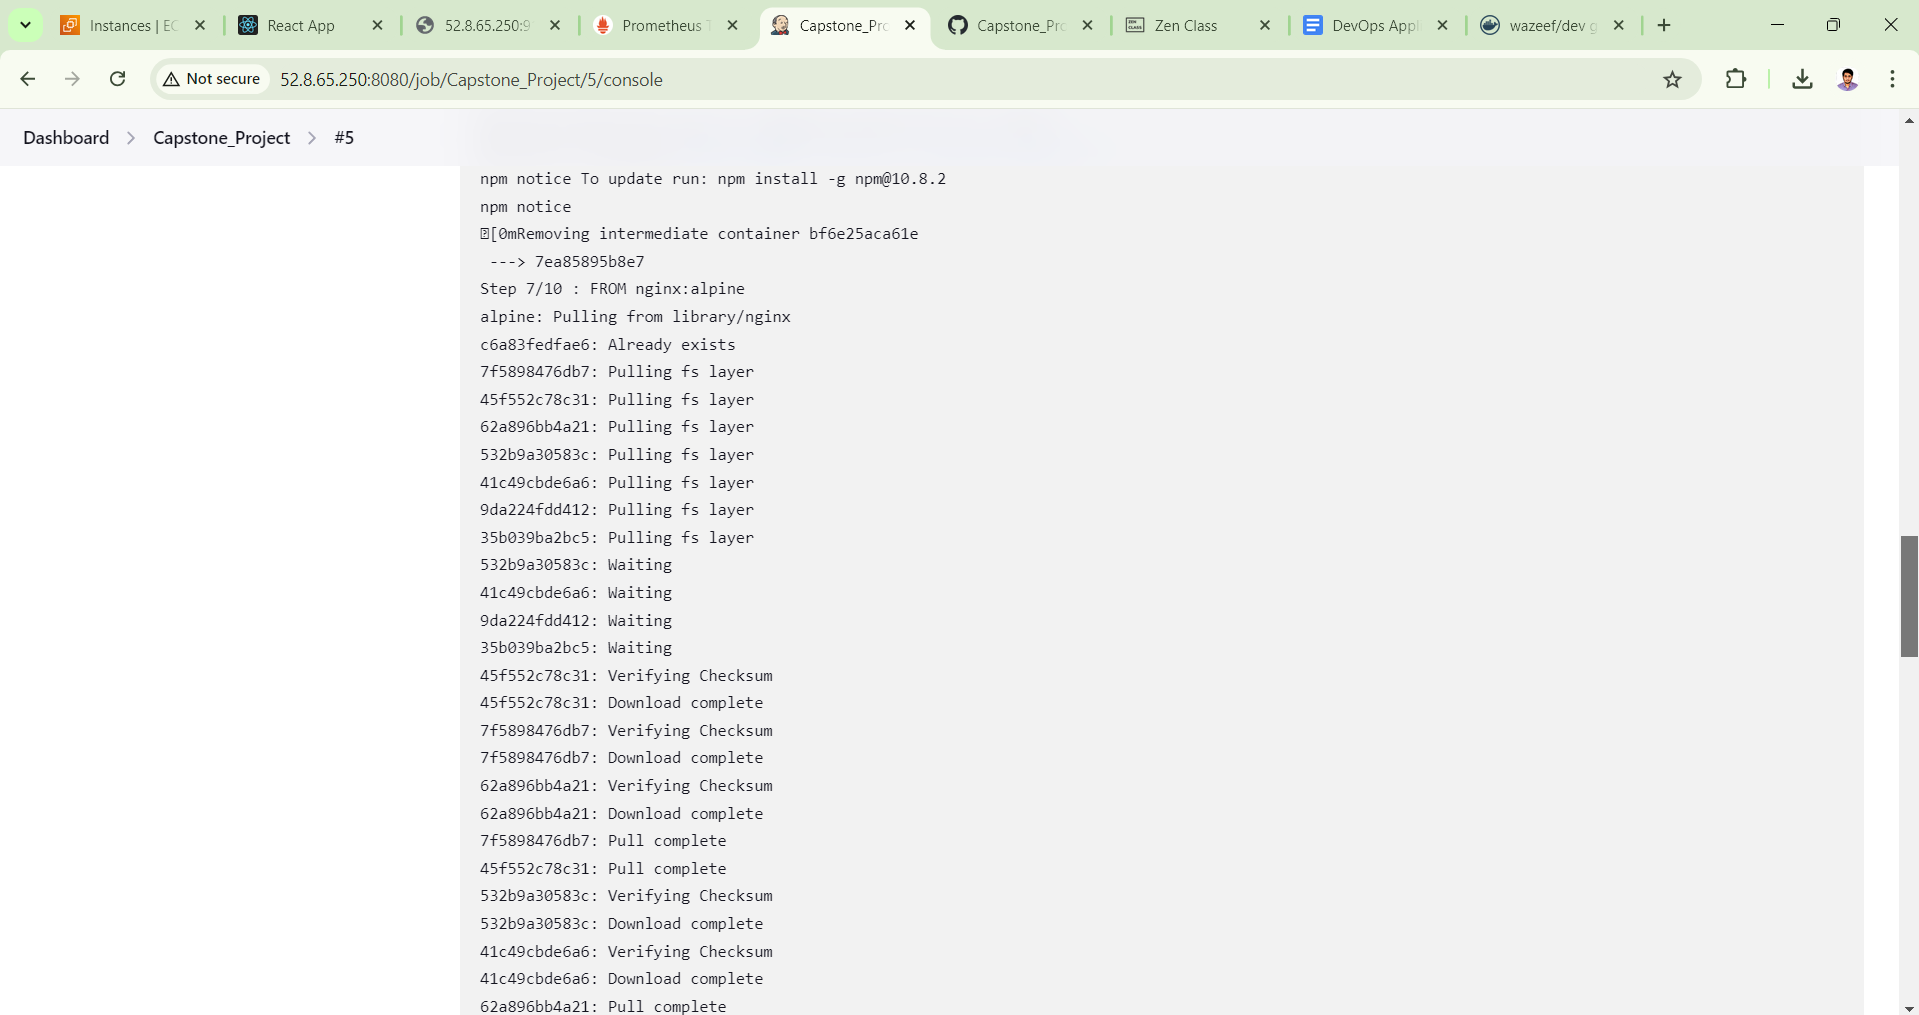 Instances | EC
React App
52.8.65.250:9
Prometheus T
Capstone_Pro
Capstone_Pro
Zen Class
DevOps Appl
wazeef/dev g
Not secure
52.8.65.250:8080/job/Capstone_Project/5/console
Dashboard > Capstone_Project > #5
npm notice To update run: npm install -g npm@10.8.2
npm notice
[0mRemoving intermediate container bf6e25aca61e
---> 7ea85895b8e7
Step 7/10 : FROM nginx:alpine
alpine: Pulling from library/nginx
c6a83fedfae6: Already exists
7f5898476db7: Pulling fs layer
45f552c78c31: Pulling fs layer
62a896bb4a21: Pulling fs layer
532b9a30583c: Pulling fs layer
41c49cbde6a6: Pulling fs layer
9da224fdd412: Pulling fs layer
35b039ba2bc5: Pulling fs layer
532b9a30583c: Waiting
41c49cbde6a6: Waiting
9da224fdd412: Waiting
35b039ba2bc5: Waiting
45f552c78c31: Verifying Checksum
45f552c78c31: Download complete
7f5898476db7: Verifying Checksum
7f5898476db7: Download complete
62a896bb4a21: Verifying Checksum
62a896bb4a21: Download complete
7f5898476db7: Pull complete
45f552c78c31: Pull complete
532b9a30583c: Verifying Checksum
532b9a30583c: Download complete
41c49cbde6a6: Verifying Checksum
41c49cbde6a6: Download complete
62a896bb4a21: Pull complete